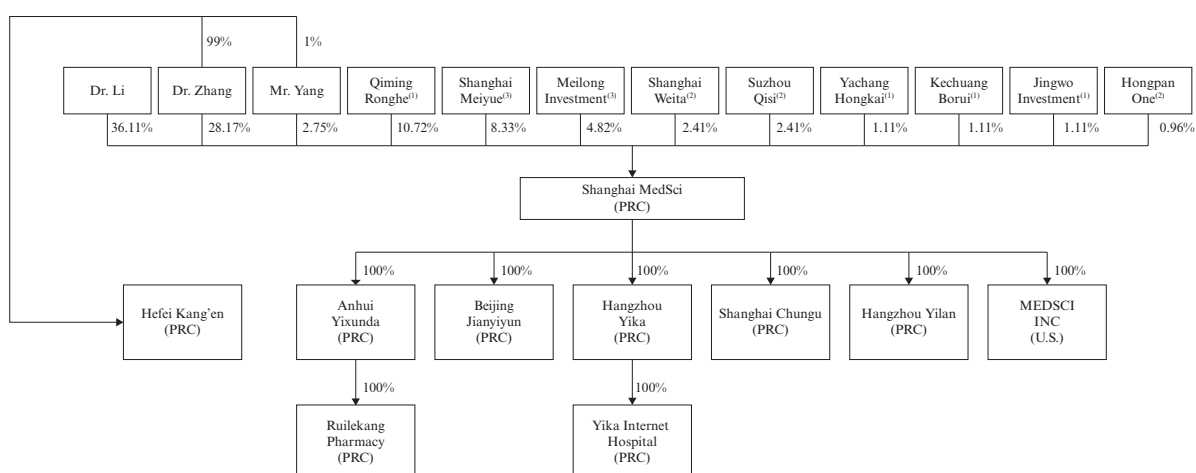 99%
1%
Dr. Li
Dr. Zhang
Mr. Yang
Qiming
Ronghe(1)
Shanghai
Meiyue(3)
Meilong
Investment(3)
Shanghai
Weita(2)
Suzhou
Qisi(2)
Yachang
Hongkai(1)
Kechuang
Borui(1)
Jingwo
Investment(1)
Hongpan
One(2)
36.11%
28.17%
2.75%
10.72%
8.33%
4.82%
2.41%
2.41%
1.11%
1.11%
1.11%
0.96%
Shanghai MedSci
(PRC)
100%
100%
100%
100%
100%
100%
Hefei Kang'en
(PRC)
Anhui
Yixunda
(PRC)
Beijing
Jianyiyun
(PRC)
Hangzhou
Yika
(PRC)
Shanghai Chungu
(PRC)
Hangzhou Yilan
(PRC)
MEDSCI
INC
(U.S.)
100%
100%
Ruilekang
Pharmacy
(PRC)
Yika Internet
Hospital
(PRC)